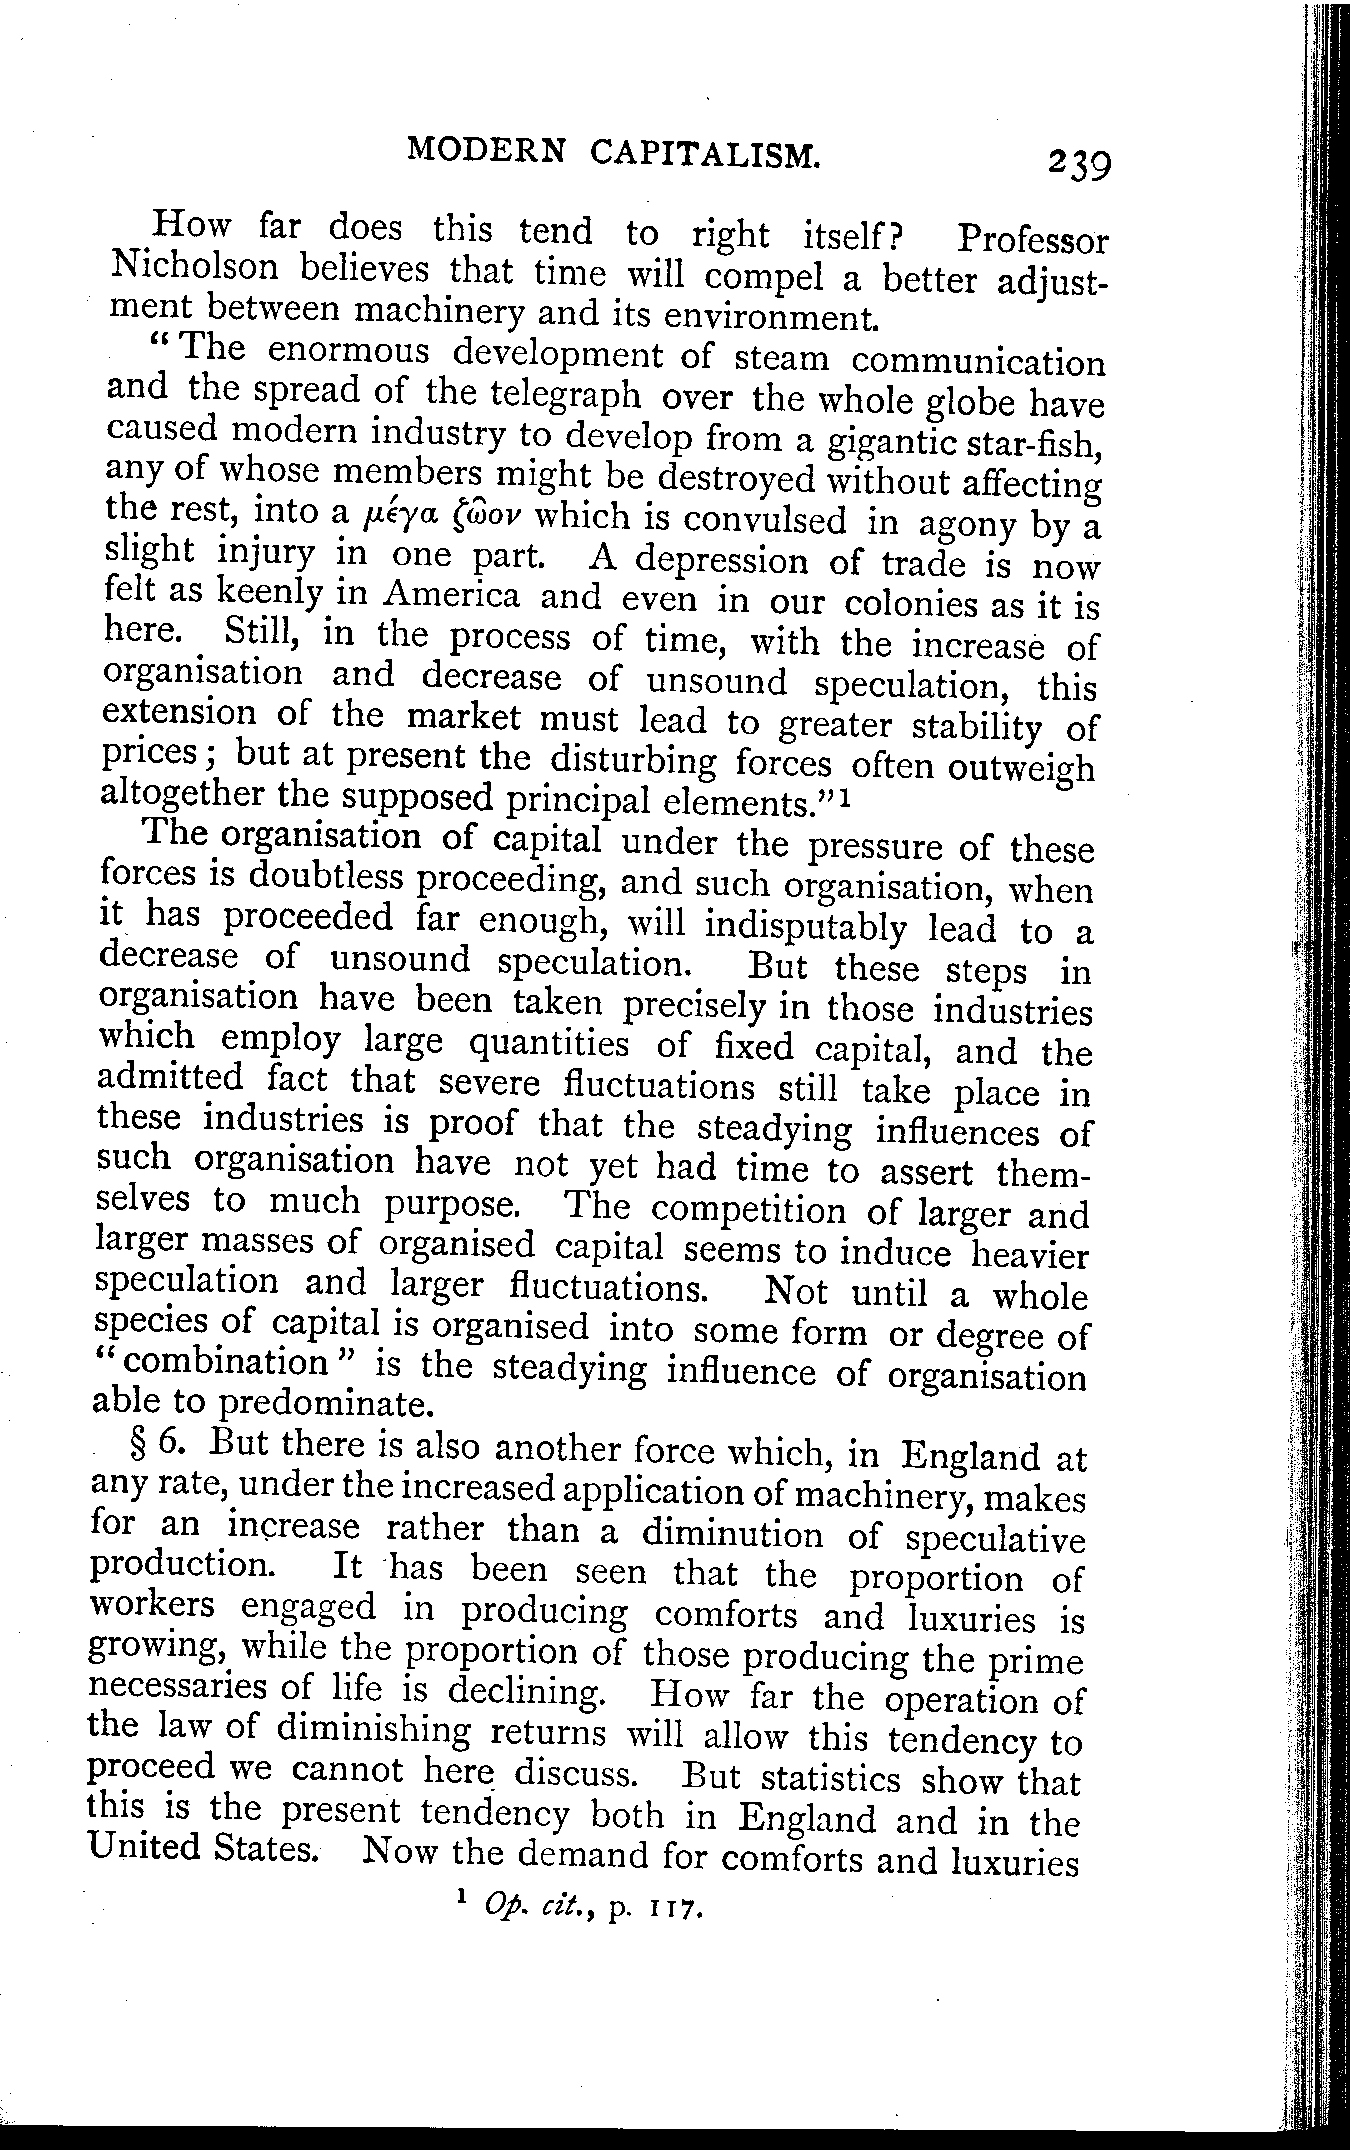 MODERN CAPITALISM. 239
How far does this tend to right itself? Professor
Nicholson believes that time will compel a better adjust-
ment between machinery and its environment.
“The enormous development of steam communication
and the spread of the telegraph over the whole globe have
caused modern industry to develop from a gigantic star-fish,
any of whose members might be destroyed without affecting
the rest, into a μέγα ζῶον which is convulsed in agony by a
slight injury in one part. A depression of trade is now
felt as keenly in America and even in our colonies as it is
here. Still, in the process of time, with the increase of
organisation and decrease of unsound speculation, this
extension of the market must lead to greater stability of
prices; but at present the disturbing forces often outweigh
altogether the supposed principal elements.”1
The organisation of capital under the pressure of these
forces is doubtless proceeding, and such organisation, when
it has proceeded far enough, will indisputably lead to a
decrease of unsound speculation. But these steps in
organisation have been taken precisely in those industries
which employ large quantities of fixed capital, and the
admitted fact that severe fluctuations still take place in
these industries is proof that the steadying influences of
such organisation have not yet had time to assert them-
selves to much purpose. The competition of larger and
larger masses of organised capital seems to induce heavier
speculation and larger fluctuations. Not until a whole
species of capital is organised into some form or degree of
“combination” is the steadying influence of organisation
able to predominate.
§ 6. But there is also another force which, in England at
any rate, under the increased application of machinery, makes
for an increase rather than a diminution of speculative
production. It has been seen that the proportion of
workers engaged in producing comforts and luxuries is
growing, while the proportion of those producing the prime
necessaries of life is declining. How far the operation of
the law of diminishing returns will allow this tendency to
proceed we cannot here discuss. But statistics show that
this is the present tendency both in England and in the
United States. Now the demand for comforts and luxuries
1 Op. cit., p. 117.